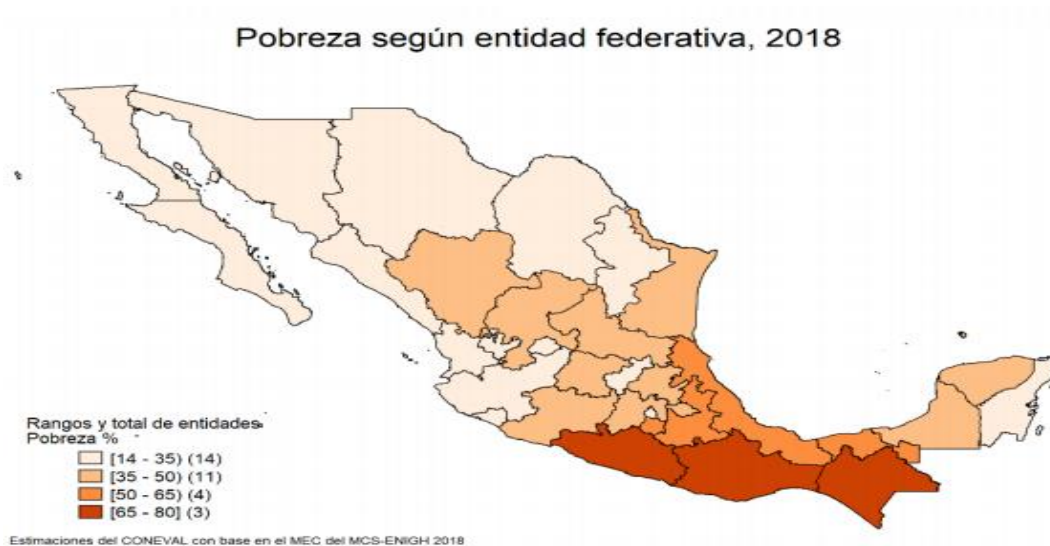 Pobreza según entidad federativa, 2018
Rangos y total de entidades
Pobreza %
[14 - 35) (14)
[35 - 50) (11)
[50 - 65) (4)
[65 - 80] (3)
Estimaciones del CONEVAL con base en el MEC del MCS-ENIGH 2018